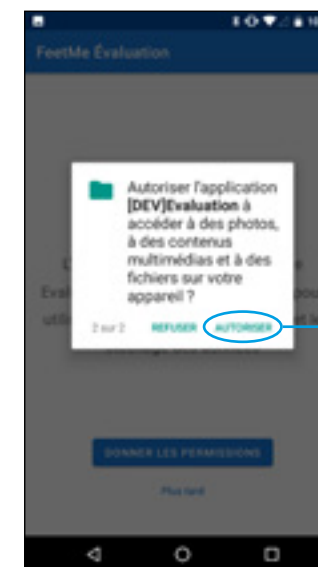 FeetMe Évaluation
Autoriser l'application
[DEV]Evaluation à
accéder à des photos,
à des contenus
multimédias et à des
fichiers sur votre
appareil ?
2 sur 2 REFUSER AUTORISER
DONNER LES PERMISSIONS
Plus tard